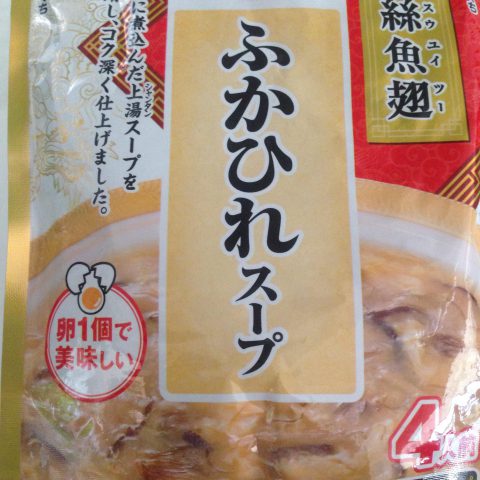 絲魚翅
スウ ユイ ツー
ふかひれスープ
に煮込んだ上湯スープを
シャンタン
し、コク深く仕上げました。
卵1個で
美味しい
4人前